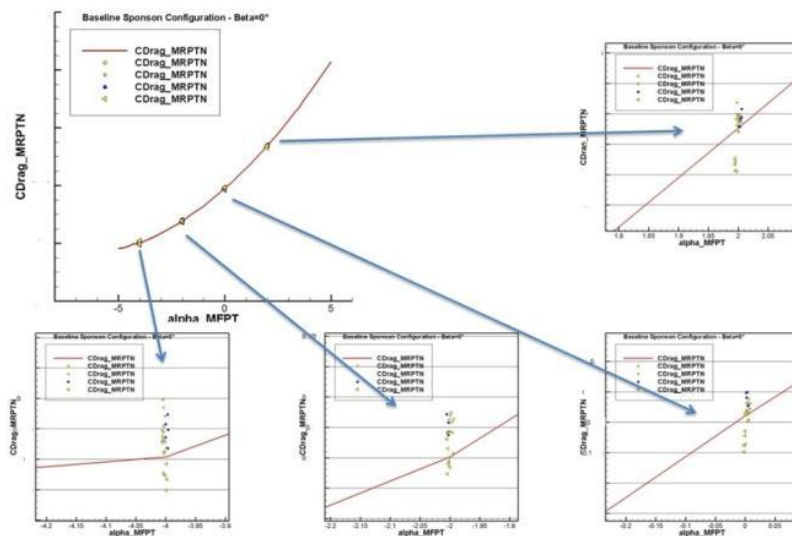 Baseline Sponson Configuration - Beta=0°
CDrag_MRPTN
CDrag_MRPTN
CDrag_MRPTN
CDrag_MRPTN
CDrag_MRPTN
CDrag_MRPTN
-5
0
5
alpha_MFPT
Baseline Sponson Configuration - Beta=0°
CDrag_MRPTN
CDrag_MRPTN
CDrag_MRPTN
CDrag_MRPTN
CDrag_MRPTN
1.8
1.85
1.9
1.95
2
2.05
alpha_MFPT
Baseline Sponson Configuration - Beta=0°
CDrag_MRPTN
CDrag_MRPTN
CDrag_MRPTN
CDrag_MRPTN
CDrag_MRPTN
-4.2
-4.15
-4.1
-4.05
-4
-3.95
-3.9
alpha_MFPT
Baseline Sponson Configuration - Beta=0°
CDrag_MRPTN
CDrag_MRPTN
CDrag_MRPTN
CDrag_MRPTN
CDrag_MRPTN
CDrag_MRPTN
-2.2
-2.15
-2.1
-2.05
-2
-1.95
-1.9
alpha_MFPT
Baseline Sponson Configuration - Beta=0°
CDrag_MRPTN
CDrag_MRPTN
CDrag_MRPTN
CDrag_MRPTN
CDrag_MRPTN
-0.2
-0.15
-0.1
-0.05
0
0.05
alpha_MFPT